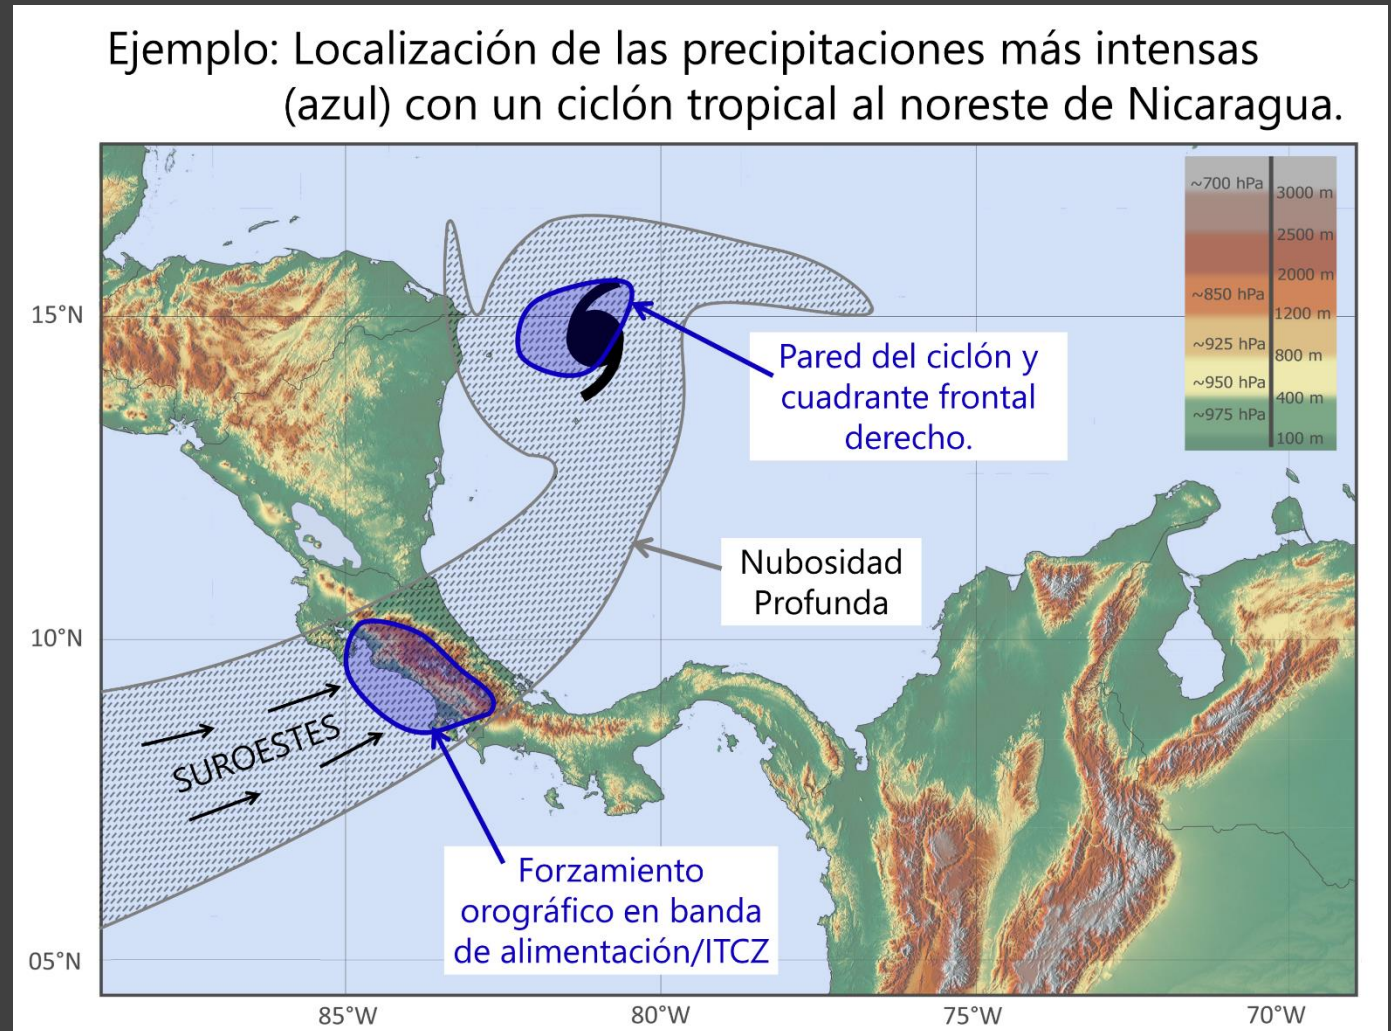 Ejemplo: Localización de las precipitaciones más intensas
(azul) con un ciclón tropical al noreste de Nicaragua.
~700 hPa
3000 m
2500 m
2000 m
~850 hPa
1200 m
~925 hPa
800 m
~950 hPa
400 m
~975 hPa
100 m
15°N
Pared del ciclón y
cuadrante frontal
derecho.
Nubosidad
Profunda
10°N
SUROESTES
Forzamiento
orográfico en banda
de alimentación/ITCZ
05°N
85°W
80°W
75°W
70°W